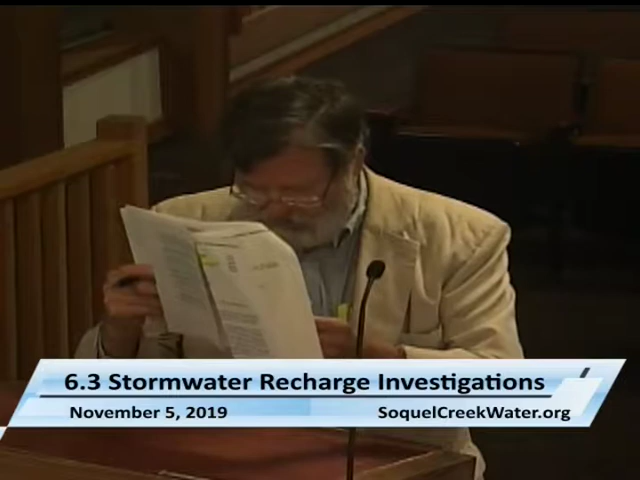 6.3 Stormwater Recharge Investigations
November 5, 2019 SoquelCreekWater.org